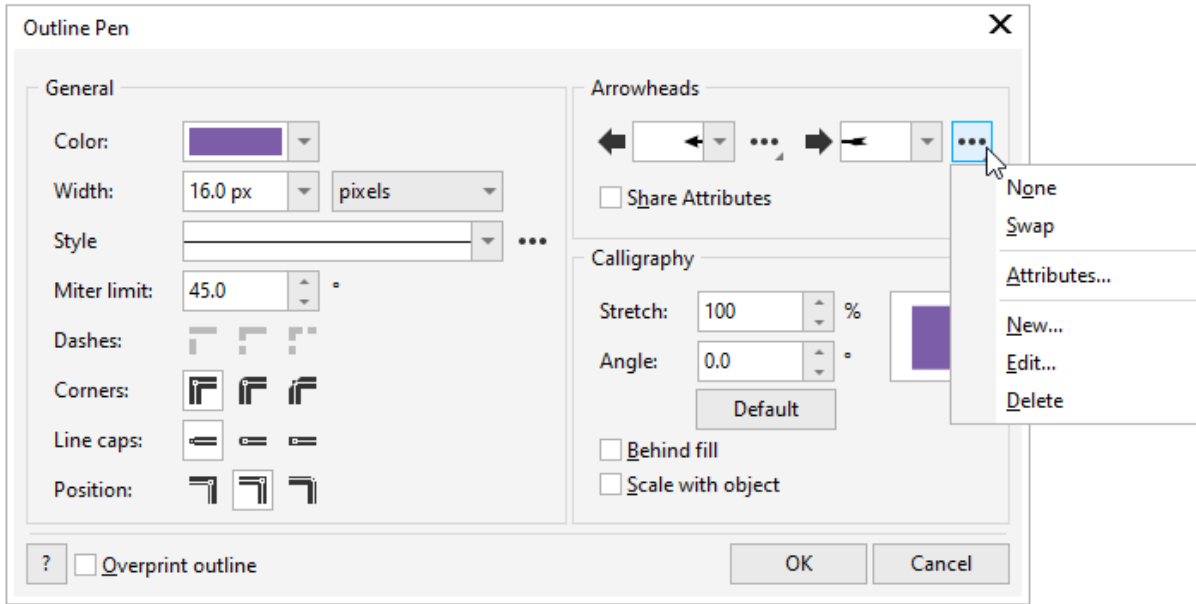 Outline Pen
General
Color:
Width: 16.0 px pixels
Style
Miter limit: 45.0 °
Dashes:
Corners:
Line caps:
Position:
Arrowheads
Share Attributes
None
Swap
Attributes...
New...
Edit...
Delete
Calligraphy
Stretch: 100 %
Angle: 0.0 °
Default
Behind fill
Scale with object
? Overprint outline OK Cancel